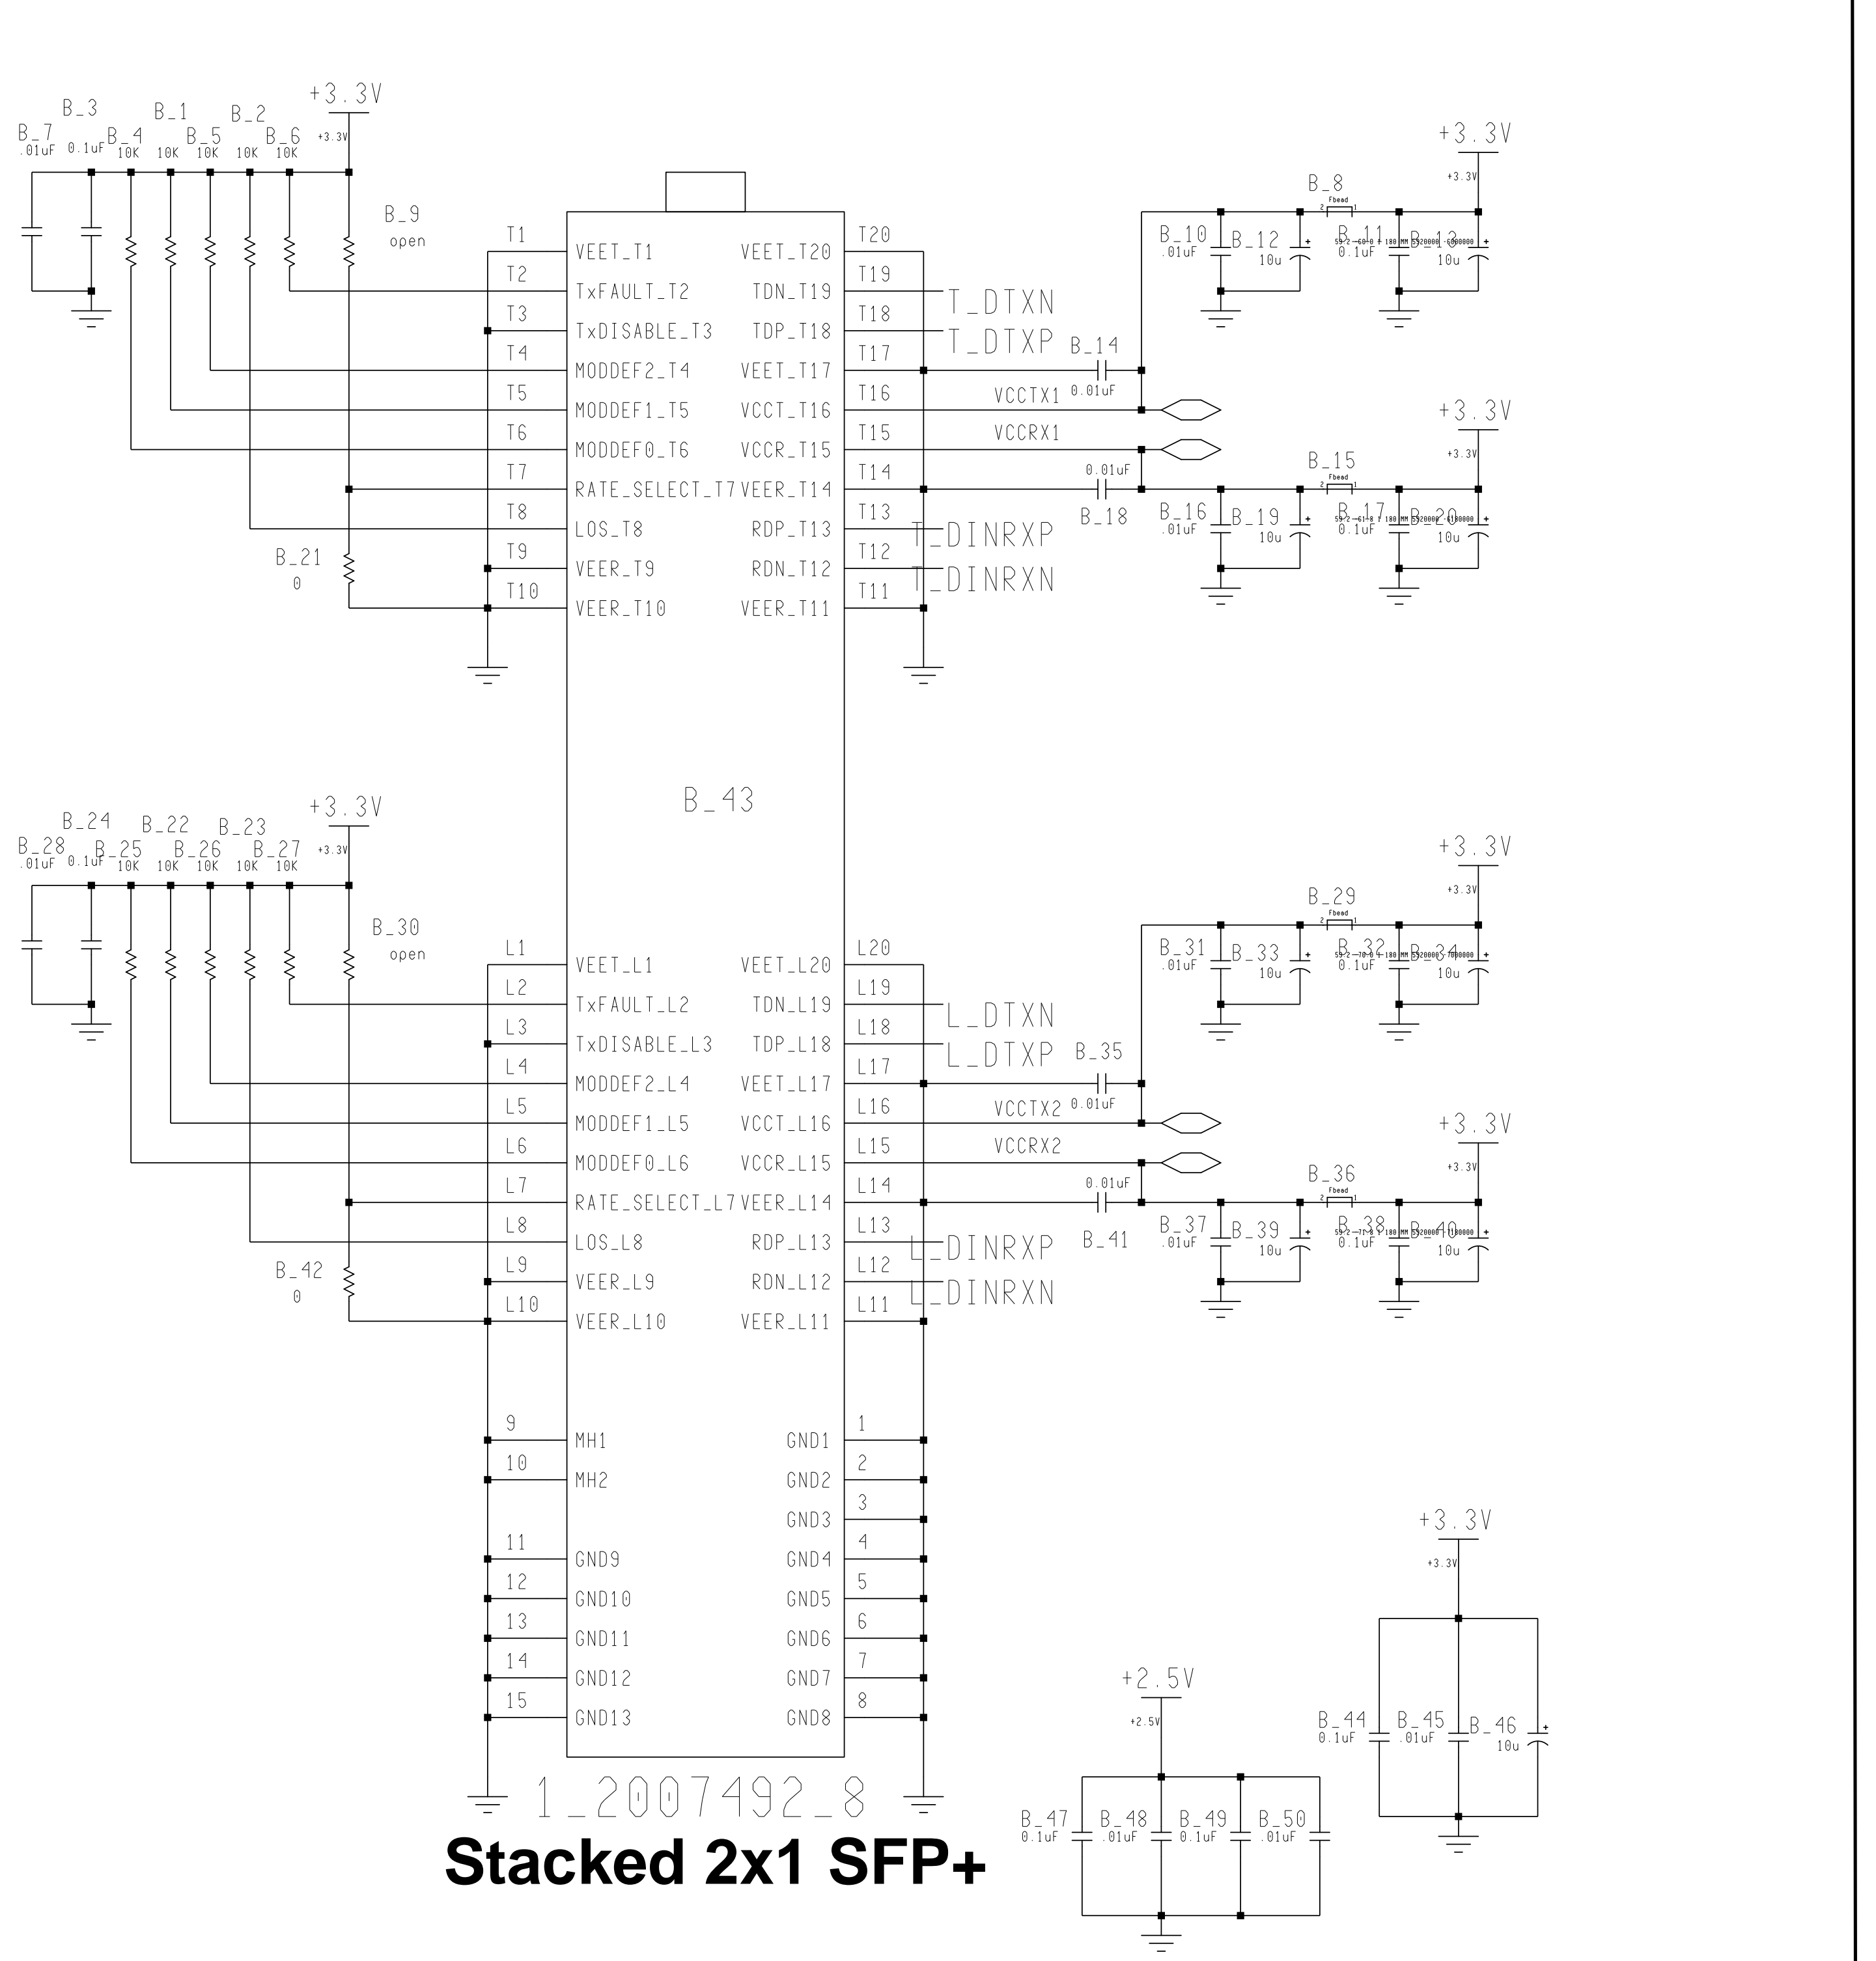 +3.3V
+3.3V
B_3
B_1
B_2
B_7
B_4
B_5
B_6
.01uF
0.1uF
10K
10K
10K
10K
10K
B_9
open
B_21
0
T1
T2
T3
T4
T5
T6
T7
T8
T9
T10
VEET_T1
TxFAULT_T2
TxDISABLE_T3
MODDEF2_T4
MODDEF1_T5
MODDEF0_T6
RATE_SELECT_T7
LOS_T8
VEER_T9
VEER_T10
VEET_T20
TDN_T19
TDP_T18
VEET_T17
VCCT_T16
VCCR_T15
VEER_T14
RDP_T13
RDN_T12
VEER_T11
T20
T19
T18
T17
T16
T15
T14
T13
T12
T11
T_DTXN
T_DTXP
B_14
0.01uF
VCCTX1
VCCRX1
0.01uF
B_18
T_DINRXP
T_DINRXN
+3.3V
+3.3V
B_8
Fbead
2
1
B_10
.01uF
B_12
10u
B_11
0.1uF
B_13
10u
+3.3V
+3.3V
B_15
Fbead
2
1
B_16
.01uF
B_19
10u
B_17
0.1uF
B_20
10u
B_43
+3.3V
+3.3V
B_24
B_22
B_23
B_28
B_25
B_26
B_27
.01uF
0.1uF
10K
10K
10K
10K
10K
B_30
open
B_42
0
L1
L2
L3
L4
L5
L6
L7
L8
L9
L10
VEET_L1
TxFAULT_L2
TxDISABLE_L3
MODDEF2_L4
MODDEF1_L5
MODDEF0_L6
RATE_SELECT_L7
LOS_L8
VEER_L9
VEER_L10
VEET_L20
TDN_L19
TDP_L18
VEET_L17
VCCT_L16
VCCR_L15
VEER_L14
RDP_L13
RDN_L12
VEER_L11
L20
L19
L18
L17
L16
L15
L14
L13
L12
L11
L_DTXN
L_DTXP
B_35
0.01uF
VCCTX2
VCCRX2
0.01uF
B_41
L_DINRXP
L_DINRXN
+3.3V
+3.3V
B_29
Fbead
2
1
B_31
.01uF
B_33
10u
B_32
0.1uF
B_34
10u
+3.3V
+3.3V
B_36
Fbead
2
1
B_37
.01uF
B_39
10u
B_38
0.1uF
B_40
10u
9
10
11
12
13
14
15
MH1
MH2
GND9
GND10
GND11
GND12
GND13
GND1
GND2
GND3
GND4
GND5
GND6
GND7
GND8
1
2
3
4
5
6
7
8
+3.3V
+3.3V
B_44
0.1uF
B_45
.01uF
B_46
10u
+2.5V
+2.5V
B_47
0.1uF
B_48
.01uF
B_49
0.1uF
B_50
.01uF
1_2007492_8
Stacked 2x1 SFP+